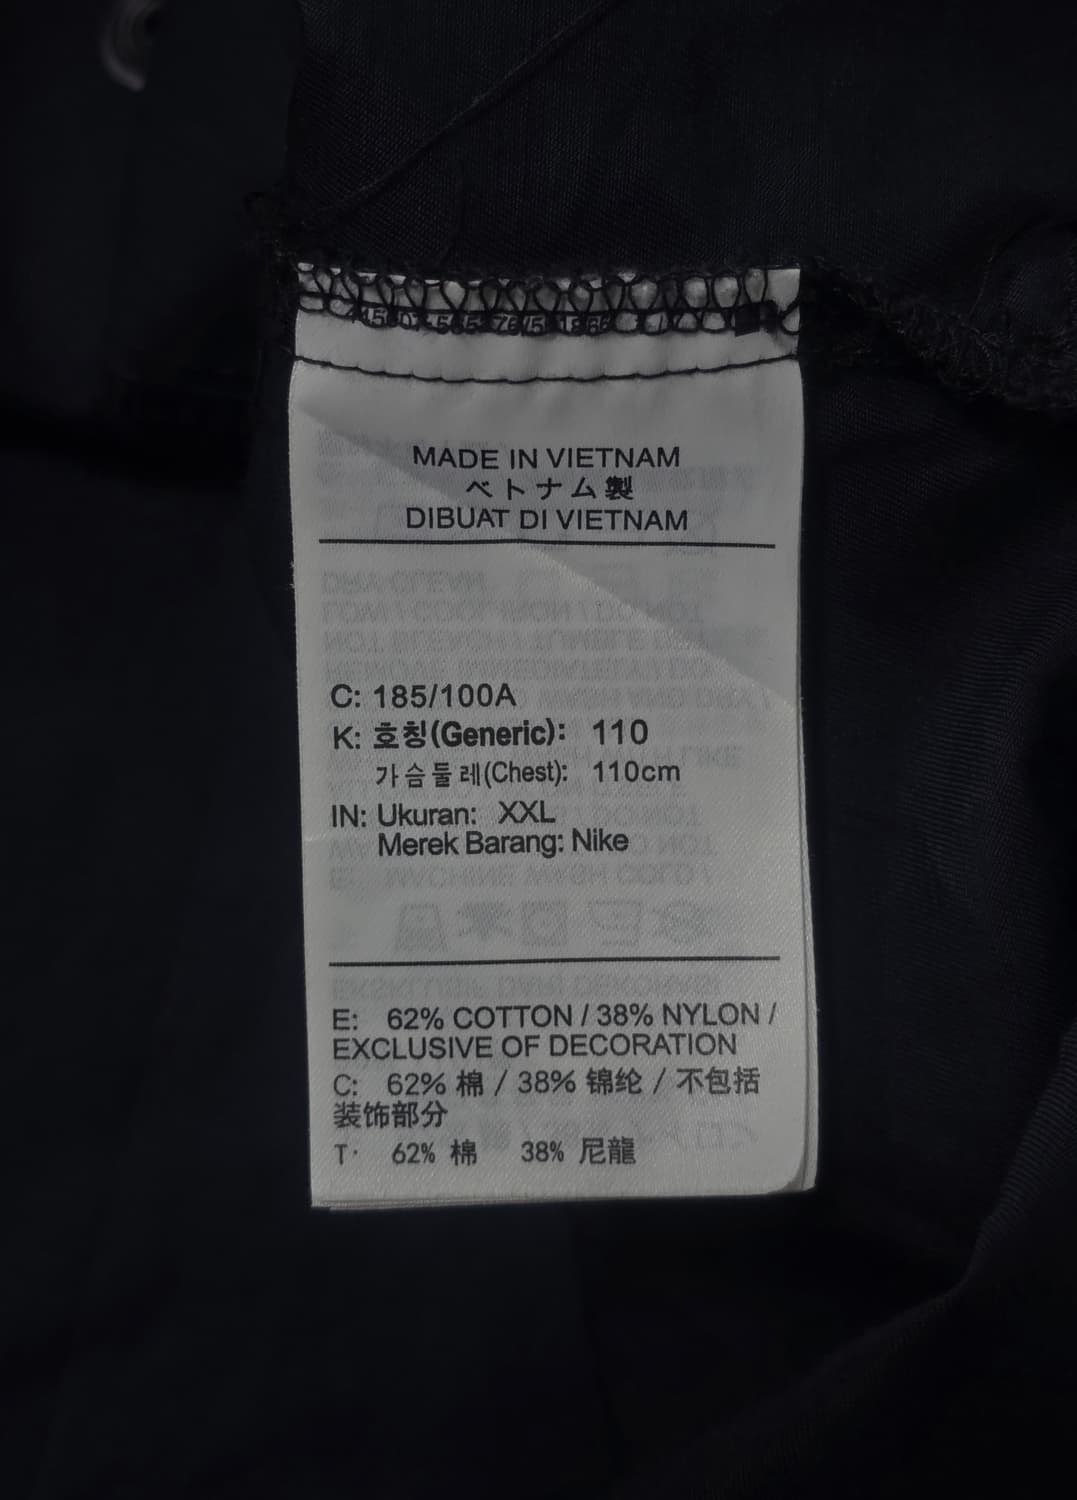 MADE IN VIETNAM
ベトナム製
DIBUAT DI VIETNAM
C: 185/100A
K: 호칭(Generic): 110
가슴둘레(Chest): 110cm
IN: Ukuran: XXL
Merek Barang: Nike
E: 62% COTTON / 38% NYLON /
EXCLUSIVE OF DECORATION
C: 62% 棉 / 38% 锦纶 / 不包括
装饰部分
T: 62% 棉 38% 尼龍